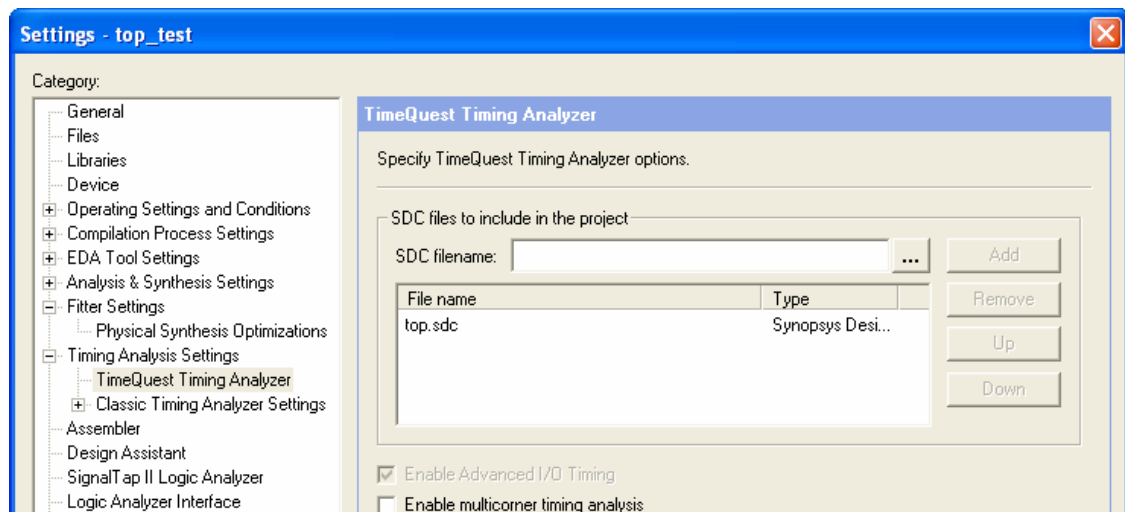 Settings - top_test
Category:
General
Files
Libraries
Device
Operating Settings and Conditions
Compilation Process Settings
EDA Tool Settings
Analysis & Synthesis Settings
Fitter Settings
Physical Synthesis Optimizations
Timing Analysis Settings
TimeQuest Timing Analyzer
Classic Timing Analyzer Settings
Assembler
Design Assistant
SignalTap II Logic Analyzer
Logic Analyzer Interface
TimeQuest Timing Analyzer
Specify TimeQuest Timing Analyzer options.
SDC files to include in the project
SDC filename:
...
Add
File name Type
top.sdc Synopsys Desi...
Remove
Up
Down
Enable Advanced I/O Timing
Enable multicorner timing analysis